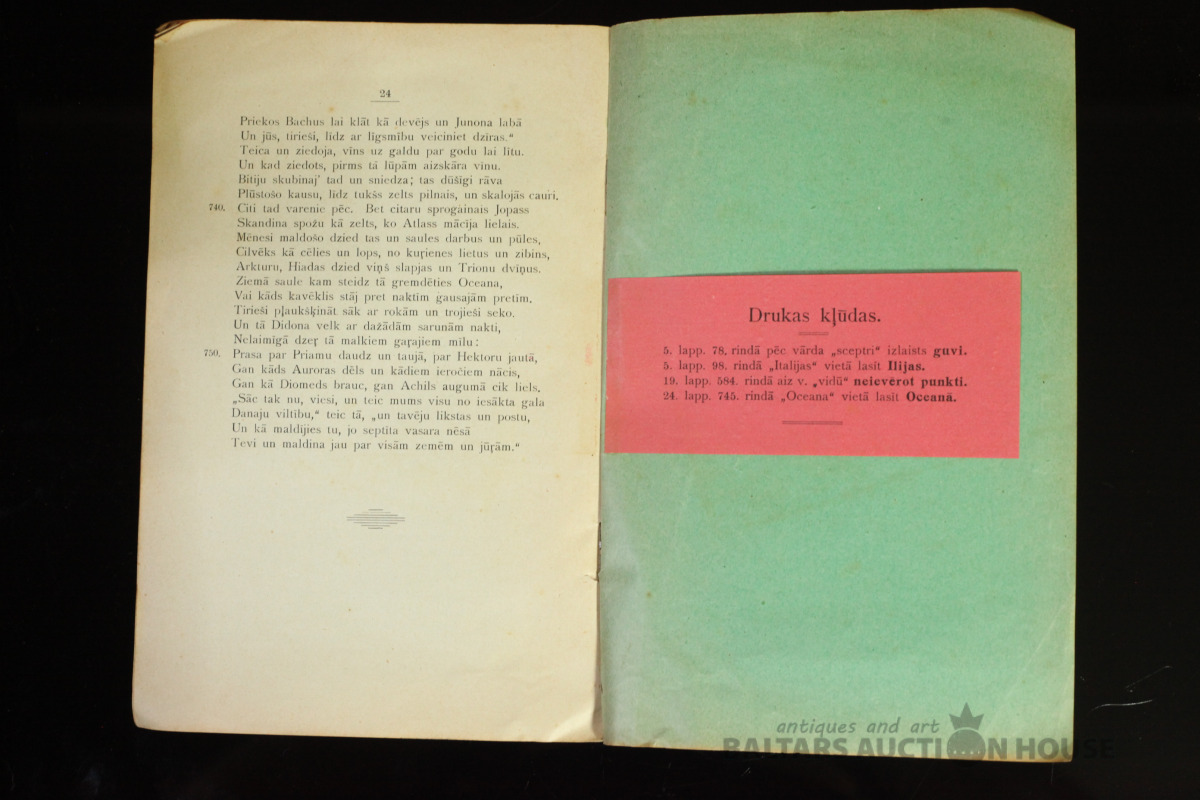 24
Priekos Bachus lai klāt kā devējs un Junona labā
Un jūs, tirieši, līdz ar līgsmību veiciniet dzīras.“
Teica un ziedoja, vīns uz galdu par godu lai lītu.
Un kad ziedots, pirms tā lūpām aizskāra vīnu.
Bitiju skubinaj’ tad un sniedza; tas dūšīgi rāva
Plūstošo kausu, līdz tukšs zelts pilnais, un skalojās cauri.
740. Citi tad varenie pēc. Bet citaru sprogainais Jopass
Skandina spožu kā zelts, ko Atlass mācija lielais.
Mēnesi maldošo dzied tas un saules darbus un pūles,
Cilvēks kā cēlies un lops, no kuŗienes lietus un zibins,
Arkturu, Hiadas dzied viņš slapjas un Trionu dvīņus.
Ziemā saule kam steidz tā gremdēties Oceana,
Vai kāds kavēklis stāj pret naktim gausajām pretim,
Tirieši pļaukšķināt sāk ar rokām un trojieši seko.
Un tā Didona velk ar dažādām sarunām nakti,
Nelaimīgā dzeŗ tā malkiem gaŗajiem mīlu;
750. Prasa par Priamu daudz un taujā, par Hektoru jautā,
Gan kāds Auroras dēls un kādiem ieročiem nācis,
Gan kā Diomeds brauc, gan Achils augumā cik liels.
„Sāc tak nu, viesi, un teic mums visu no iesākta gala
Danaju viltību,“ teic tā, „un tavēju likstas un postu,
Un kā maldījies tu, jo septīta vasara nēsā
Tevi un maldina jau par visām zemēm un jūŗām.“
Drukas kļūdas.
5. lapp. 78. rindā pēc vārda „sceptri“ izlaists guvi.
5. lapp. 98. rindā „Italijas“ vietā lasīt Ilijas.
19. lapp. 584. rindā aiz v. „vidū“ neievērot punkti.
24. lapp. 745. rindā „Oceana“ vietā lasīt Oceanā.
antiques and art
BALTARS AUCTION HOUSE